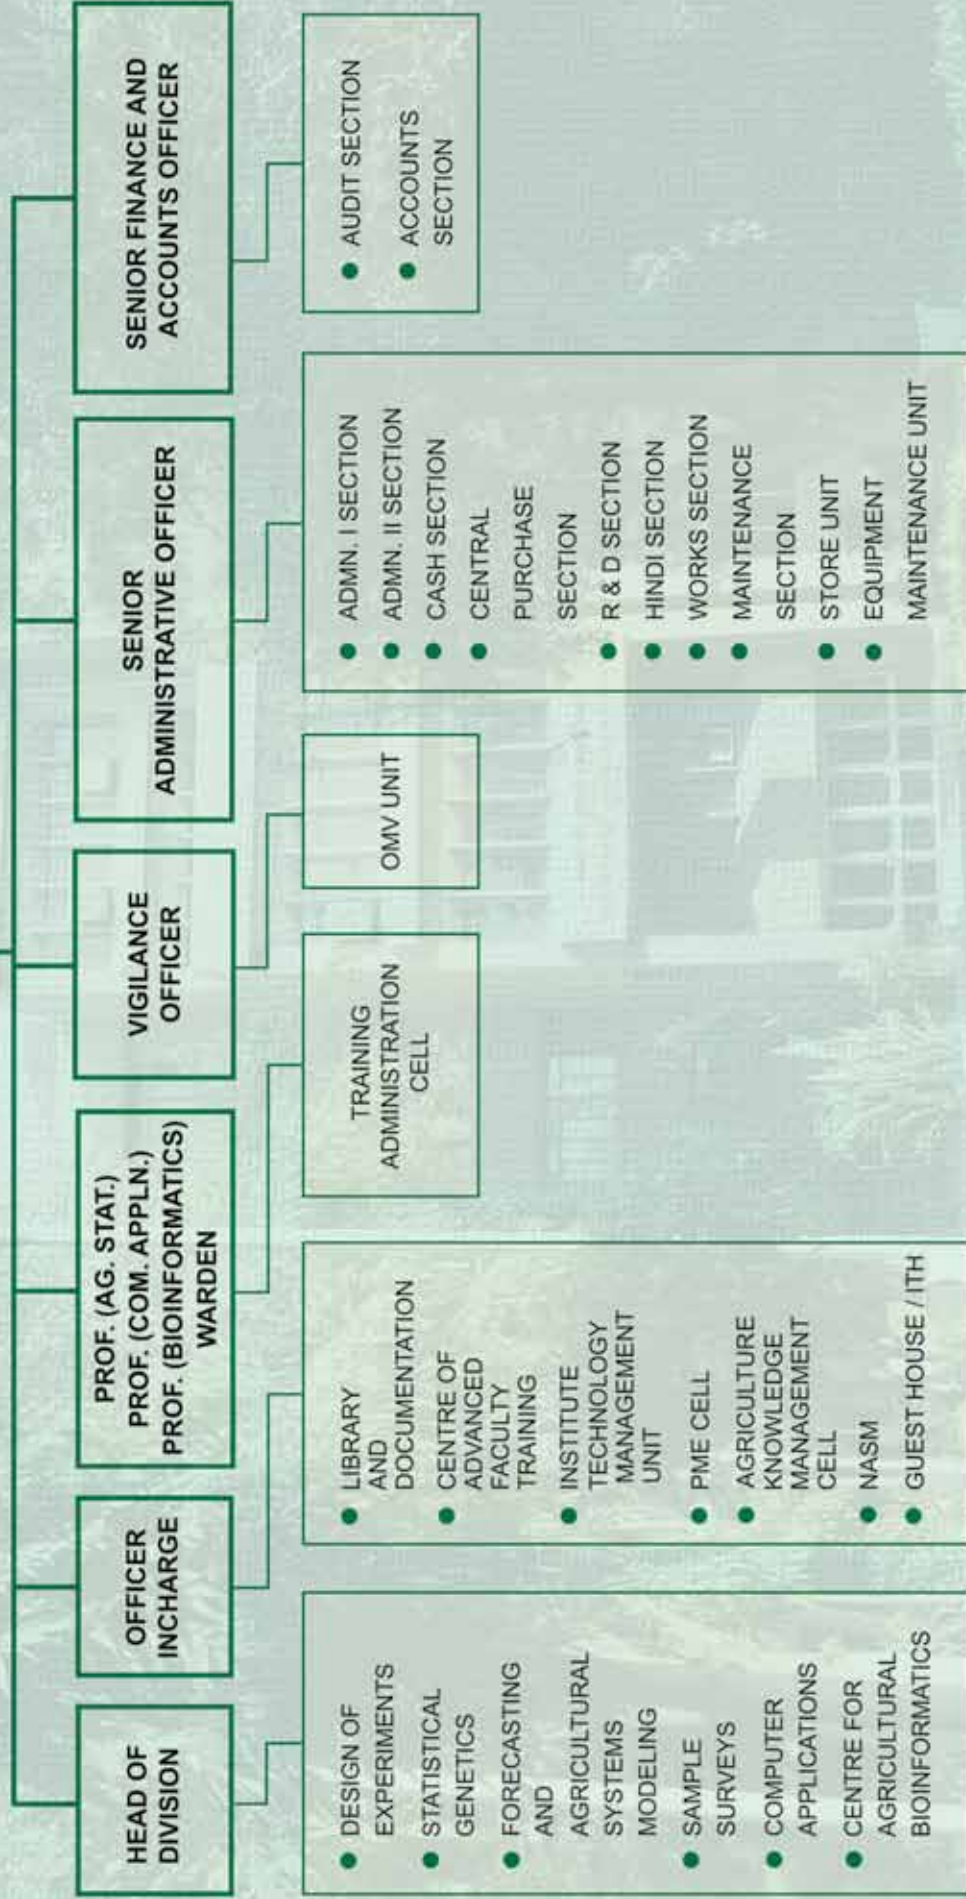 HEAD OF
DIVISION
OFFICER
INCHARGE
PROF. (AG. STAT.)
PROF. (COM. APPLN.)
PROF. (BIOINFORMATICS)
WARDEN
VIGILANCE
OFFICER
SENIOR
ADMINISTRATIVE OFFICER
SENIOR FINANCE AND
ACCOUNTS OFFICER
● DESIGN OF
EXPERIMENTS
● STATISTICAL
GENETICS
● FORECASTING
AND
AGRICULTURAL
SYSTEMS
MODELING
● SAMPLE
SURVEYS
● COMPUTER
APPLICATIONS
● CENTRE FOR
AGRICULTURAL
BIOINFORMATICS
● LIBRARY
AND
DOCUMENTATION
● CENTRE OF
ADVANCED
FACULTY
TRAINING
● INSTITUTE
TECHNOLOGY
MANAGEMENT
UNIT
● PME CELL
● AGRICULTURE
KNOWLEDGE
MANAGEMENT
CELL
● NASM
● GUEST HOUSE / ITH
TRAINING
ADMINISTRATION
CELL
OMV UNIT
● ADMN. I SECTION
● ADMN. II SECTION
● CASH SECTION
● CENTRAL
PURCHASE
SECTION
● R & D SECTION
● HINDI SECTION
● WORKS SECTION
● MAINTENANCE
SECTION
● STORE UNIT
● EQUIPMENT
MAINTENANCE UNIT
● AUDIT SECTION
● ACCOUNTS
SECTION